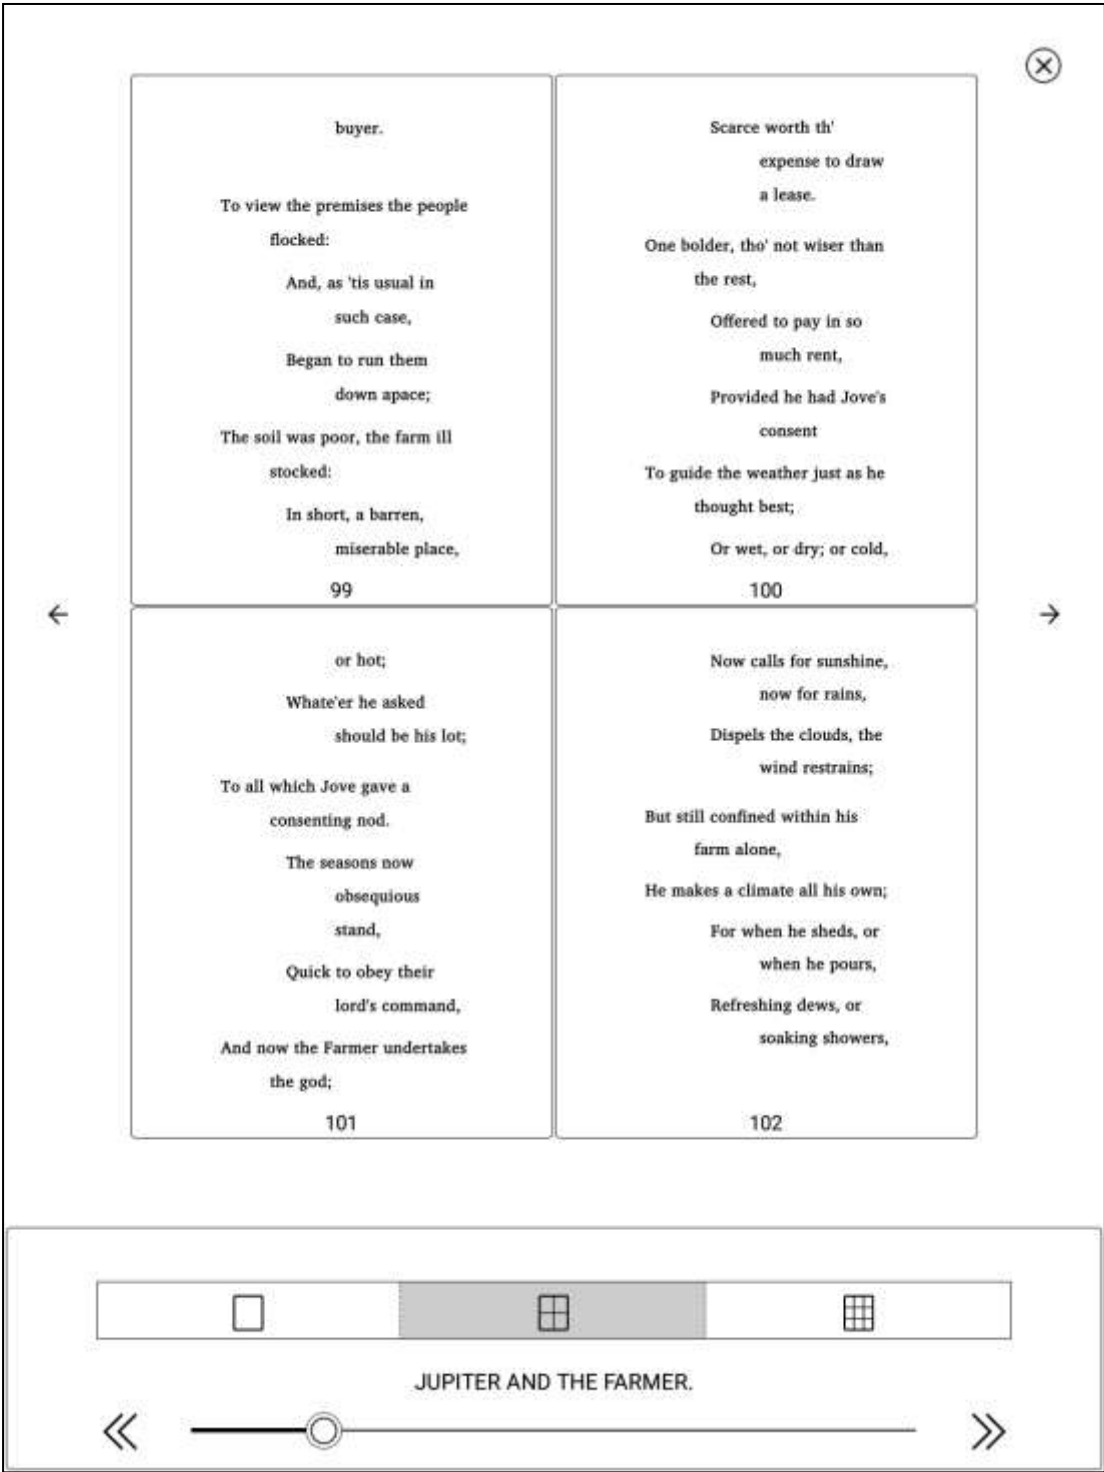 buyer.
To view the premises the people
flocked:
And, as 'tis usual in
such case,
Began to run them
down apace;
The soil was poor, the farm ill
stocked:
In short, a barren,
miserable place,
99
Scarce worth th'
expense to draw
a lease.
One bolder, tho' not wiser than
the rest,
Offered to pay in so
much rent,
Provided he had Jove's
consent
To guide the weather just as he
thought best;
Or wet, or dry; or cold,
100
or hot;
Whate'er he asked
should be his lot;
To all which Jove gave a
consenting nod.
The seasons now
obsequious
stand,
Quick to obey their
lord's command,
And now the Farmer undertakes
the god;
101
Now calls for sunshine,
now for rains,
Dispels the clouds, the
wind restrains;
But still confined within his
farm alone,
He makes a climate all his own;
For when he sheds, or
when he pours,
Refreshing dews, or
soaking showers,
102
JUPITER AND THE FARMER.